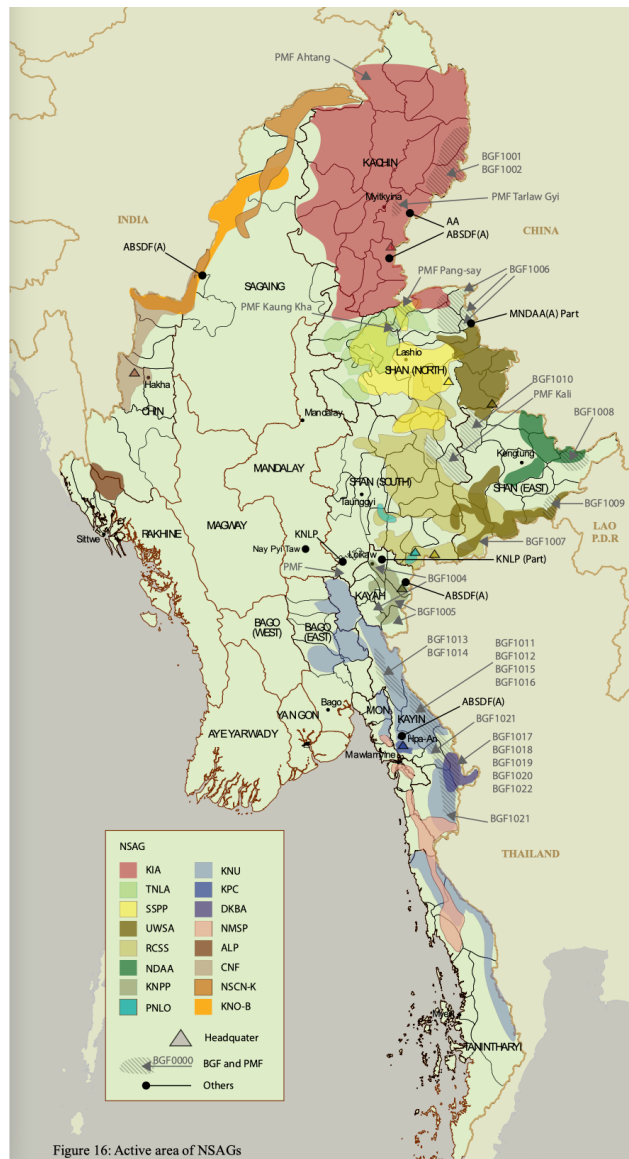 PMF Ahtang
BGF1001
BGF1002
KACHIN
Myitkyina
PMF Tarlaw Gyi
AA
ABSDF(A)
INDIA
CHINA
ABSDF(A)
SAGAING
PMF Pang-say
BGF1006
PMF Kaung Kha
MNDAA(A) Part
Lashio
SHAN (NORTH)
BGF1010
PMF Kali
BGF1008
Hakha
CHIN
Mandalay
MANDALAY
Kengtung
SHAN (SOUTH)
SHAN (EAST)
Taunggyi
BGF1009
MAGWAY
RAKHINE
Sittwe
LAO
P.D.R
KNLP
Nay Pyi Taw
BGF1007
Loikaw
KNLP (Part)
PMF
BGF1004
KAYAH
ABSDF(A)
BGF1005
BAGO
(WEST)
BAGO
(EAST)
BGF1013
BGF1014
BGF1011
BGF1012
BGF1015
BGF1016
Bago
MON
KAYIN
ABSDF(A)
YANGON
Hpa-An
BGF1021
AYEYARWADY
Mawlamyine
BGF1017
BGF1018
BGF1019
BGF1020
BGF1022
BGF1021
THAILAND
NSAG
KIA
TNLA
SSPP
UWSA
RCSS
NDAA
KNPP
PNLO
KNU
KPC
DKBA
NMSP
ALP
CNF
NSCN-K
KNO-B
Headquater
BGF0000
BGF and PMF
Others
Myeik
TANINTHARYI
Figure 16: Active area of NSAGs